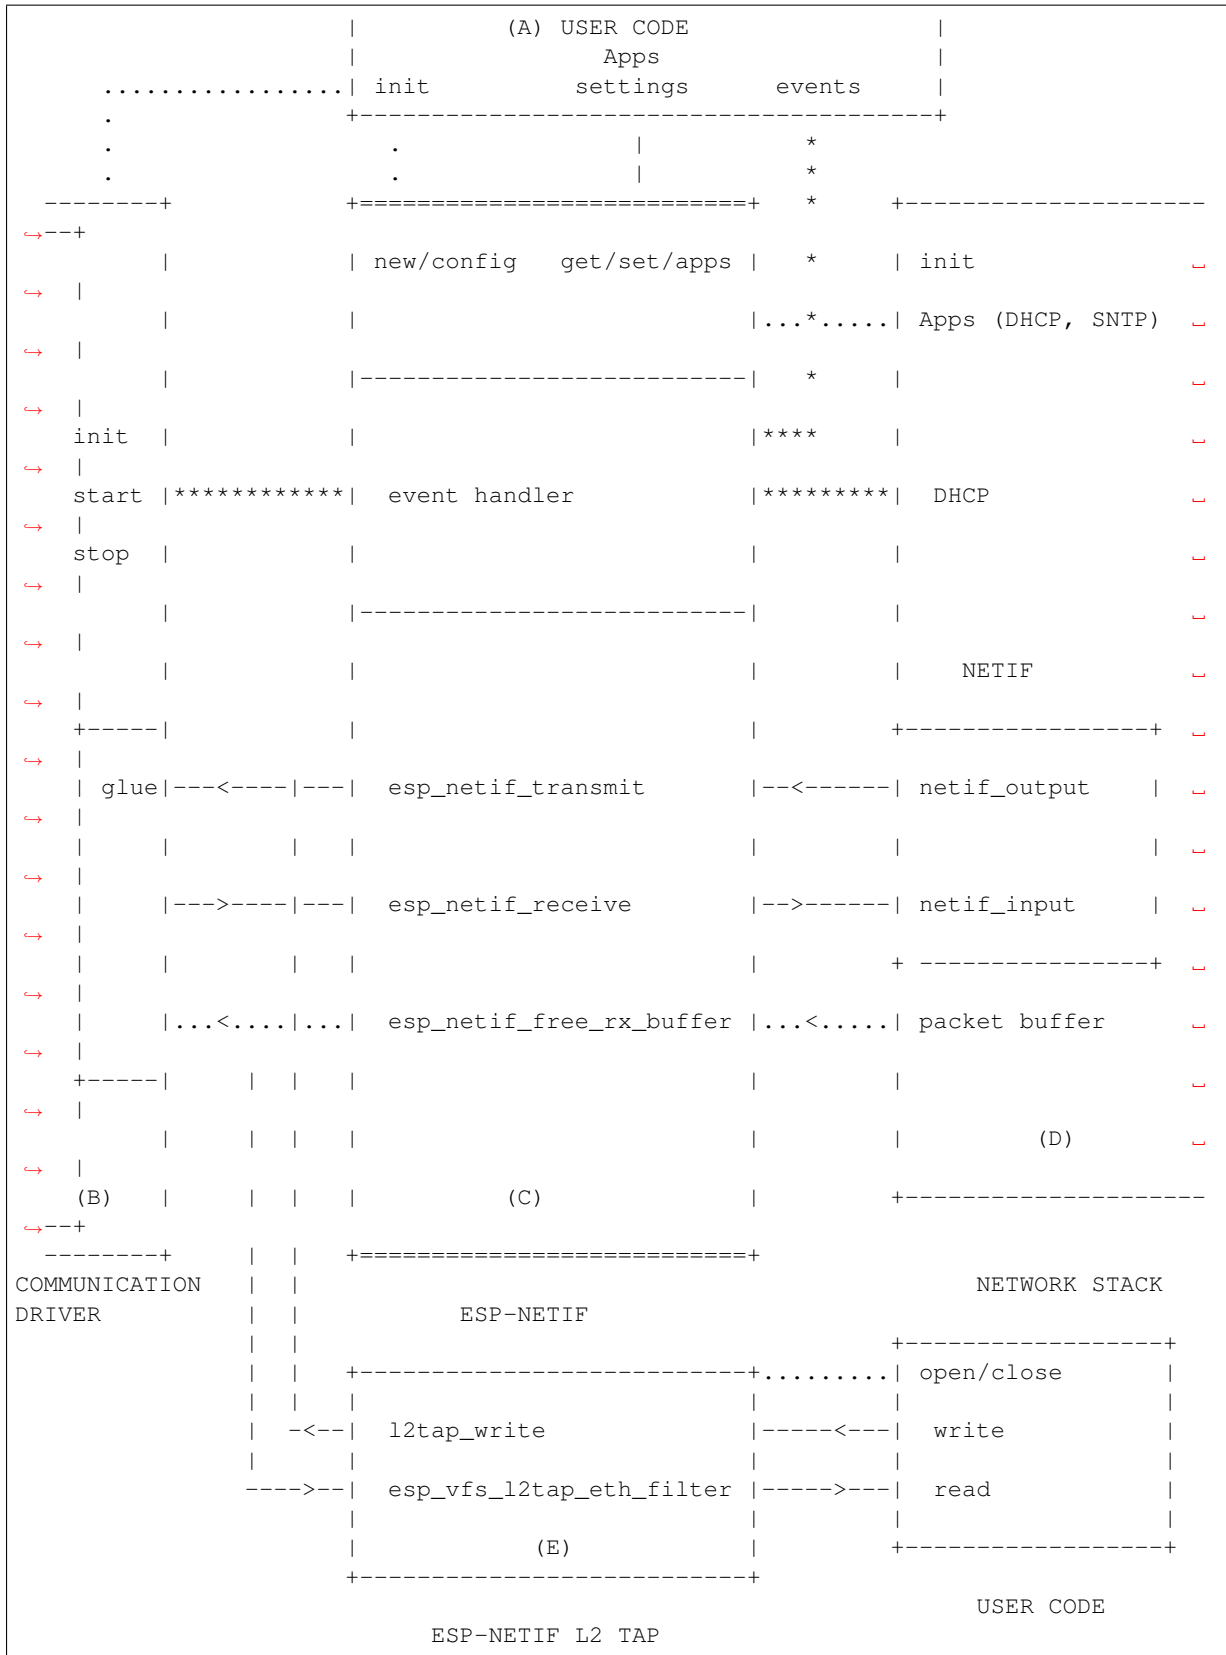 |          (A) USER CODE                 |
                       |                 Apps                   |
      .................| init          settings      events     |
      .                +----------------------------------------+
      .                   .                |           *
      .                   .                |           *
  --------+            +===========================+   *     +---------------------
↪--+
          |            | new/config   get/set/apps |   *     | init                ␣
↪  |
          |            |                           |...*.....| Apps (DHCP, SNTP)   ␣
↪  |
          |            |---------------------------|   *     |                     ␣
↪  |
    init  |            |                           |****     |                     ␣
↪  |
    start |************|  event handler            |*********|  DHCP               ␣
↪  |
    stop  |            |                           |         |                     ␣
↪  |
          |            |---------------------------|         |                     ␣
↪  |
          |            |                           |         |    NETIF            ␣
↪  |
    +-----|            |                           |         +-----------------+   ␣
↪  |
    | glue|---<----|---|  esp_netif_transmit       |--<------| netif_output    |   ␣
↪  |
    |     |        |   |                           |         |                 |   ␣
↪  |
    |     |--->----|---|  esp_netif_receive        |-->------| netif_input     |   ␣
↪  |
    |     |        |   |                           |         + ----------------+   ␣
↪  |
    |     |...<....|...|  esp_netif_free_rx_buffer |...<.....| packet buffer       ␣
↪  |
    +-----|     |  |   |                           |         |                     ␣
↪  |
          |     |  |   |                           |         |         (D)         ␣
↪  |
    (B)   |     |  |   |          (C)              |         +---------------------
↪--+
  --------+     |  |   +===========================+
COMMUNICATION   |  |                                               NETWORK STACK
DRIVER          |  |           ESP-NETIF
                |  |                                         +------------------+
                |  |   +---------------------------+.........| open/close       |
                |  |   |                           |         |                  |
                |  -<--|  l2tap_write              |-----<---|  write           |
                |      |                           |         |                  |
                ---->--|  esp_vfs_l2tap_eth_filter |----->---|  read            |
                       |                           |         |                  |
                       |            (E)            |         +------------------+
                       +---------------------------+
                                                                  USER CODE
                             ESP-NETIF L2 TAP